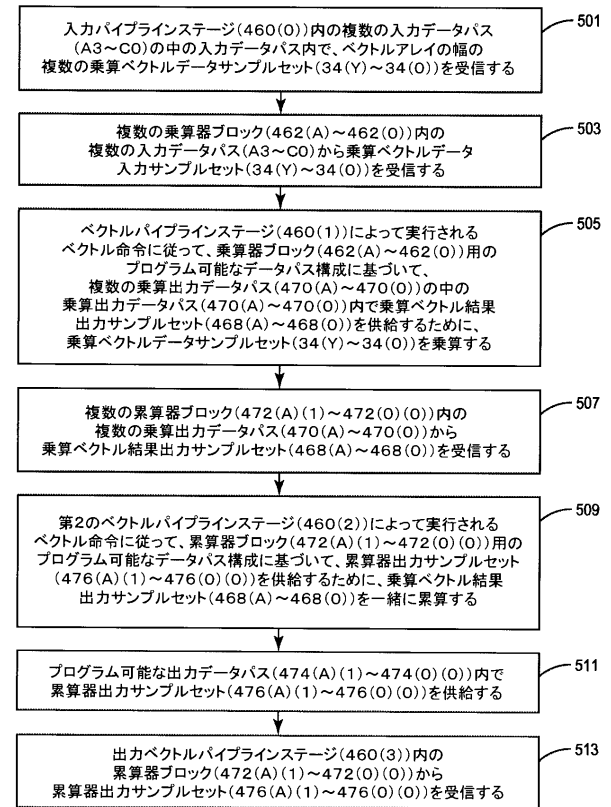 入力パイプラインステージ(460(0))内の複数の入力データパス
(A3~C0)の中の入力データパス内で、ベクトルアレイの幅の
複数の乗算ベクトルデータサンプルセット(34(Y)~34(0))を受信する
501
複数の乗算器ブロック(462(A)~462(0))内の
複数の入力データパス(A3~C0)から乗算ベクトルデータ
入力サンプルセット(34(Y)~34(0))を受信する
503
ベクトルパイプラインステージ(460(1))によって実行される
ベクトル命令に従って、乗算器ブロック(462(A)~462(0))用の
プログラム可能なデータパス構成に基づいて、
複数の乗算出力データパス(470(A)~470(0))の中の
乗算出力データパス(470(A)~470(0))内で乗算ベクトル結果
出力サンプルセット(468(A)~468(0))を供給するために、
乗算ベクトルデータサンプルセット(34(Y)~34(0))を乗算する
505
複数の累算器ブロック(472(A)(1)~472(0)(0))内の
複数の乗算出力データパス(470(A)~470(0))から
乗算ベクトル結果出力サンプルセット(468(A)~468(0))を受信する
507
第2のベクトルパイプラインステージ(460(2))によって実行される
ベクトル命令に従って、累算器ブロック(472(A)(1)~472(0)(0))用の
プログラム可能なデータパス構成に基づいて、累算器出力サンプルセット
(476(A)(1)~476(0)(0))を供給するために、乗算ベクトル結果
出力サンプルセット(468(A)~468(0))を一緒に累算する
509
プログラム可能な出力データパス(474(A)(1)~474(0)(0))内で
累算器出力サンプルセット(476(A)(1)~476(0)(0))を供給する
511
出力ベクトルパイプラインステージ(460(3))内の
累算器ブロック(472(A)(1)~472(0)(0))から
累算器出力サンプルセット(476(A)(1)~476(0)(0))を受信する
513